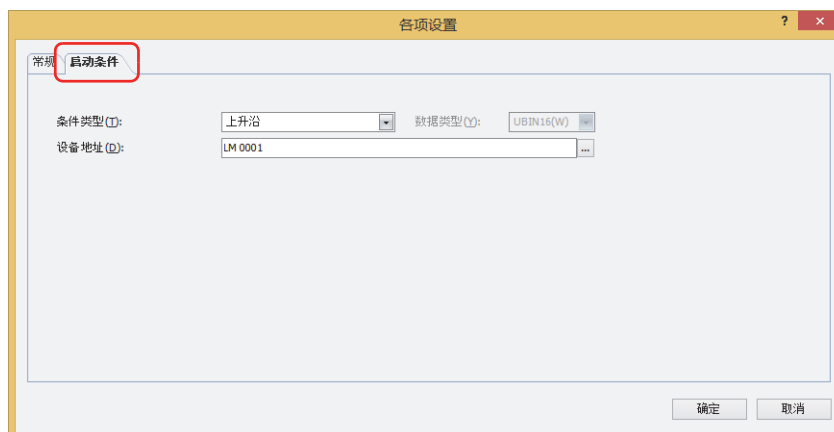 各项设置 ?
常规 启动条件
条件类型(T): 上升沿 数据类型(Y): UBIN16(W)
设备地址(D): LM 0001 ...
确定 取消